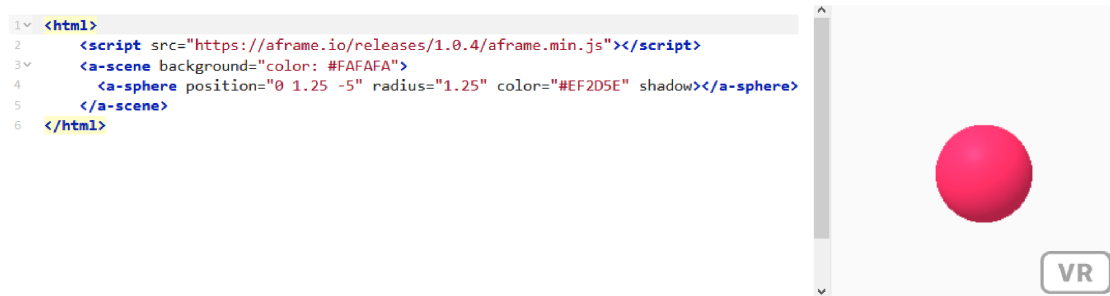 1 <html>
2 <script src="https://aframe.io/releases/1.0.4/aframe.min.js"></script>
3 <a-scene background="color: #FAFAFA">
4 <a-sphere position="0 1.25 -5" radius="1.25" color="#EF2D5E" shadow></a-sphere>
5 </a-scene>
6 </html>
VR